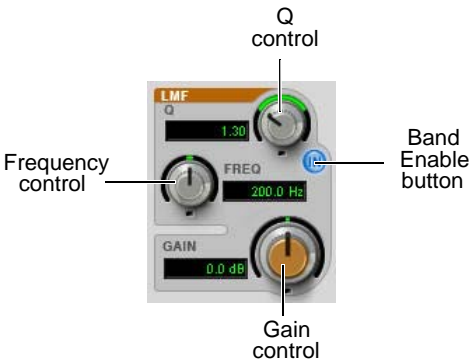 Q
control
LMF
Q
1.30
Band
Enable
button
IN
Frequency
control
FREQ
200.0 Hz
GAIN
0.0 dB
Gain
control